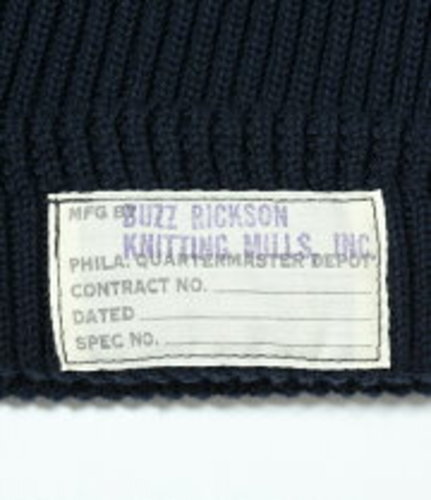 MFG BY BUZZ RICKSON
KNITTING MILLS, INC.
PHILA. QUARTERMASTER DEPOT
CONTRACT NO.
DATED
SPEC NO.